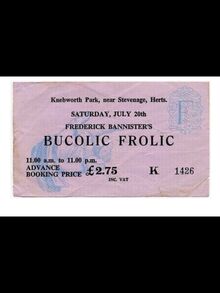 Knebworth Park, near Stevenage, Herts.
SATURDAY, JULY 20th
FREDERICK BANNISTER'S
BUCOLIC FROLIC
11.00 a.m. to 11.00 p.m.
ADVANCE
BOOKING PRICE £2.75 K 1426
INC. VAT
F